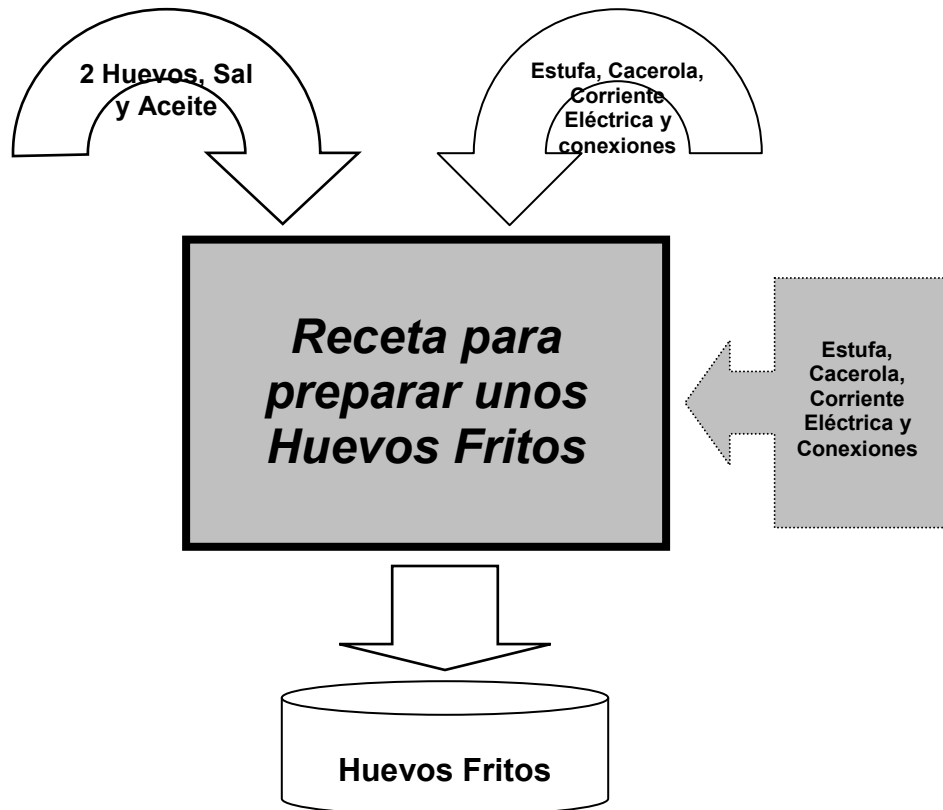 2 Huevos, Sal
y Aceite
Estufa, Cacerola,
Corriente
Eléctrica y
conexiones
Receta para
preparar unos
Huevos Fritos
Estufa,
Cacerola,
Corriente
Eléctrica y
Conexiones
Huevos Fritos